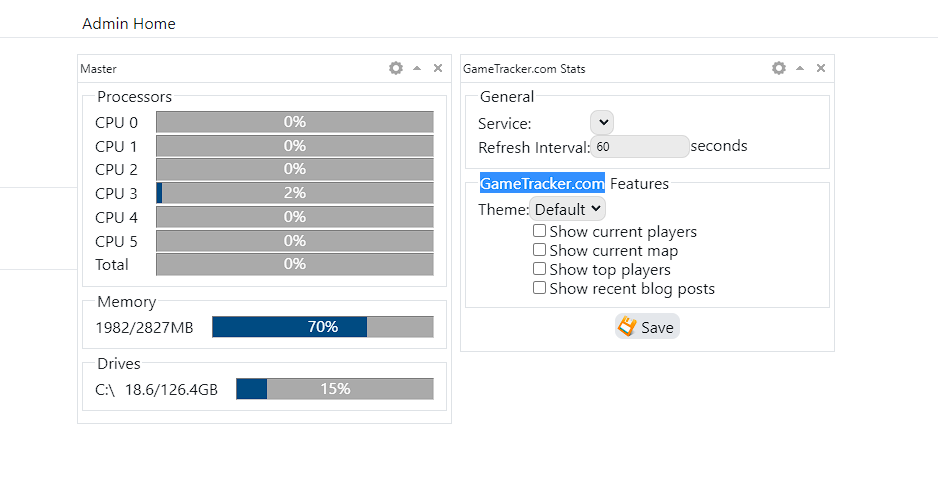 Admin Home
Master
Processors
CPU 0 0%
CPU 1 0%
CPU 2 0%
CPU 3 2%
CPU 4 0%
CPU 5 0%
Total 0%
Memory
1982/2827MB 70%
Drives
C:\ 18.6/126.4GB 15%
GameTracker.com Stats
General
Service:
Refresh Interval: 60 seconds
GameTracker.com Features
Theme: Default
Show current players
Show current map
Show top players
Show recent blog posts
Save